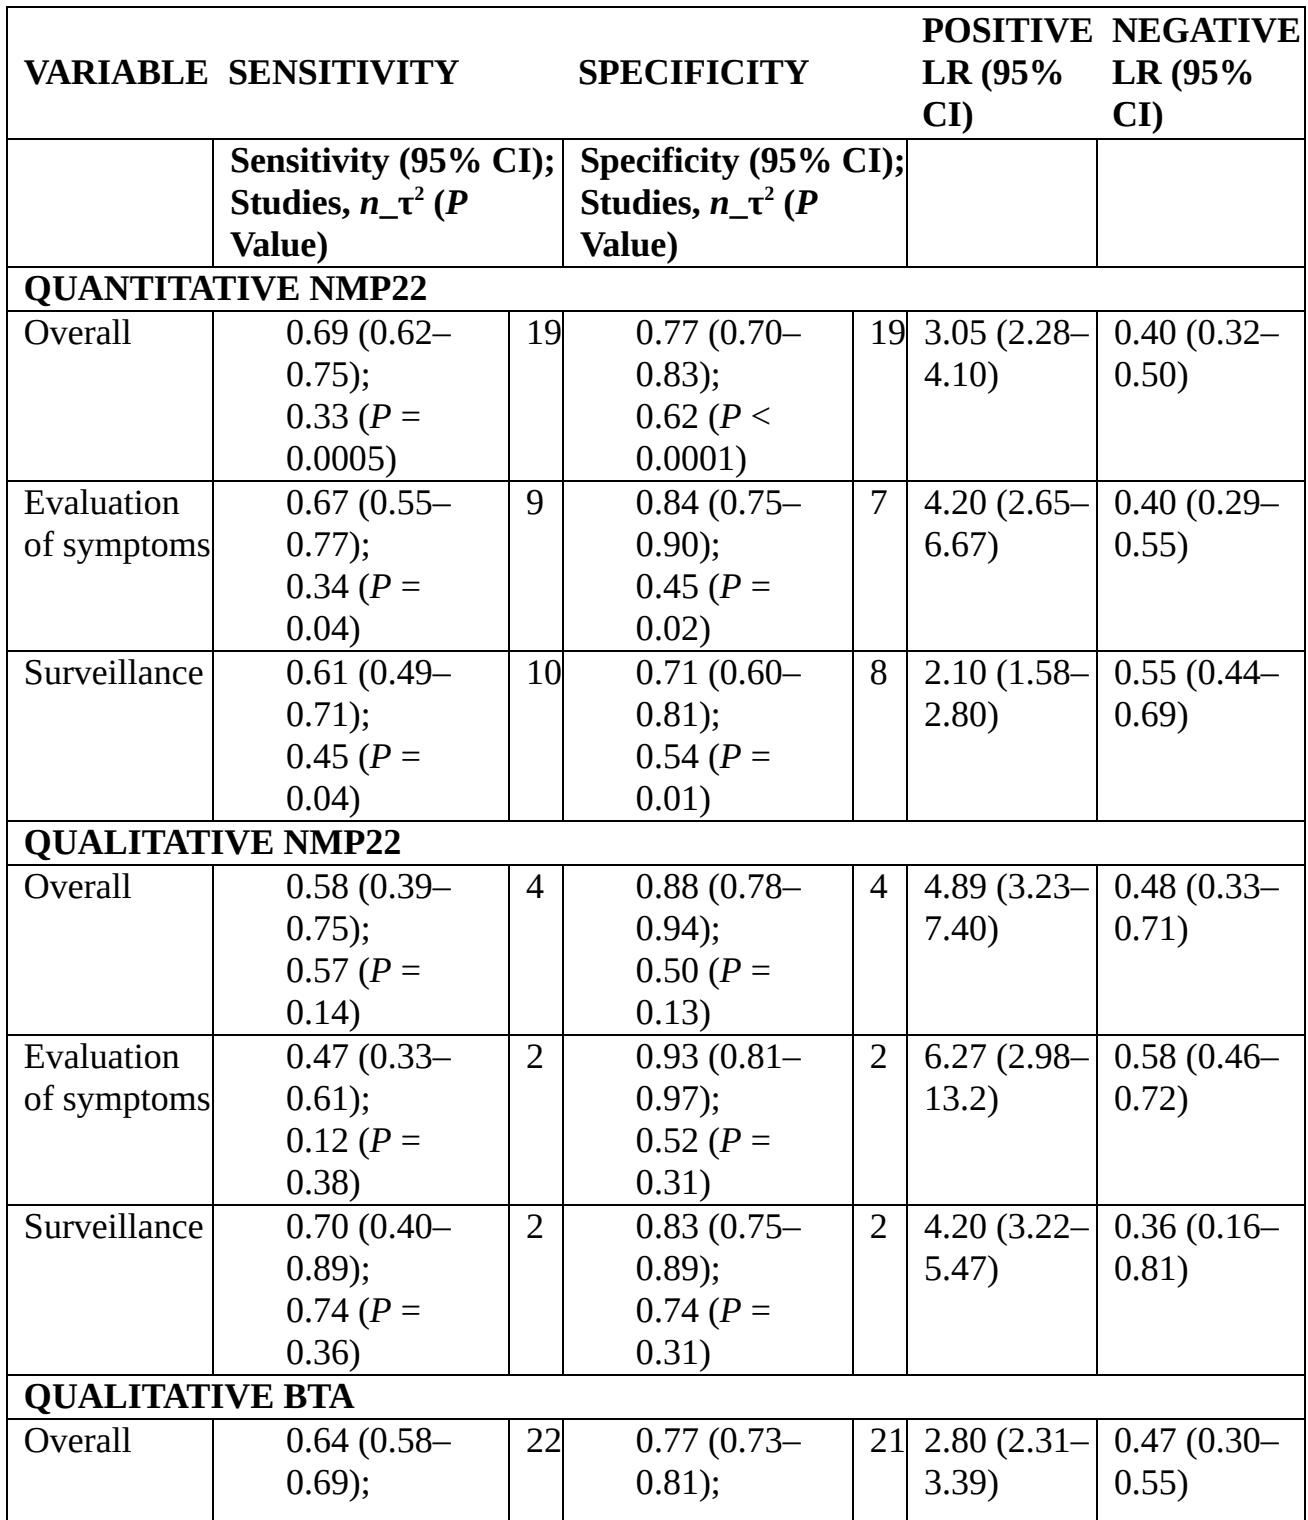 VARIABLE SENSITIVITY SPECIFICITY POSITIVE LR (95% CI) NEGATIVE LR (95% CI)
Sensitivity (95% CI); Studies, n_τ² (P Value) Specificity (95% CI); Studies, n_τ² (P Value)
QUANTITATIVE NMP22
Overall 0.69 (0.62–0.75); 0.33 (P = 0.0005) 19 0.77 (0.70–0.83); 0.62 (P < 0.0001) 19 3.05 (2.28–4.10) 0.40 (0.32–0.50)
Evaluation of symptoms 0.67 (0.55–0.77); 0.34 (P = 0.04) 9 0.84 (0.75–0.90); 0.45 (P = 0.02) 7 4.20 (2.65–6.67) 0.40 (0.29–0.55)
Surveillance 0.61 (0.49–0.71); 0.45 (P = 0.04) 10 0.71 (0.60–0.81); 0.54 (P = 0.01) 8 2.10 (1.58–2.80) 0.55 (0.44–0.69)
QUALITATIVE NMP22
Overall 0.58 (0.39–0.75); 0.57 (P = 0.14) 4 0.88 (0.78–0.94); 0.50 (P = 0.13) 4 4.89 (3.23–7.40) 0.48 (0.33–0.71)
Evaluation of symptoms 0.47 (0.33–0.61); 0.12 (P = 0.38) 2 0.93 (0.81–0.97); 0.52 (P = 0.31) 2 6.27 (2.98–13.2) 0.58 (0.46–0.72)
Surveillance 0.70 (0.40–0.89); 0.74 (P = 0.36) 2 0.83 (0.75–0.89); 0.74 (P = 0.31) 2 4.20 (3.22–5.47) 0.36 (0.16–0.81)
QUALITATIVE BTA
Overall 0.64 (0.58–0.69); 22 0.77 (0.73–0.81); 21 2.80 (2.31–3.39) 0.47 (0.30–0.55)